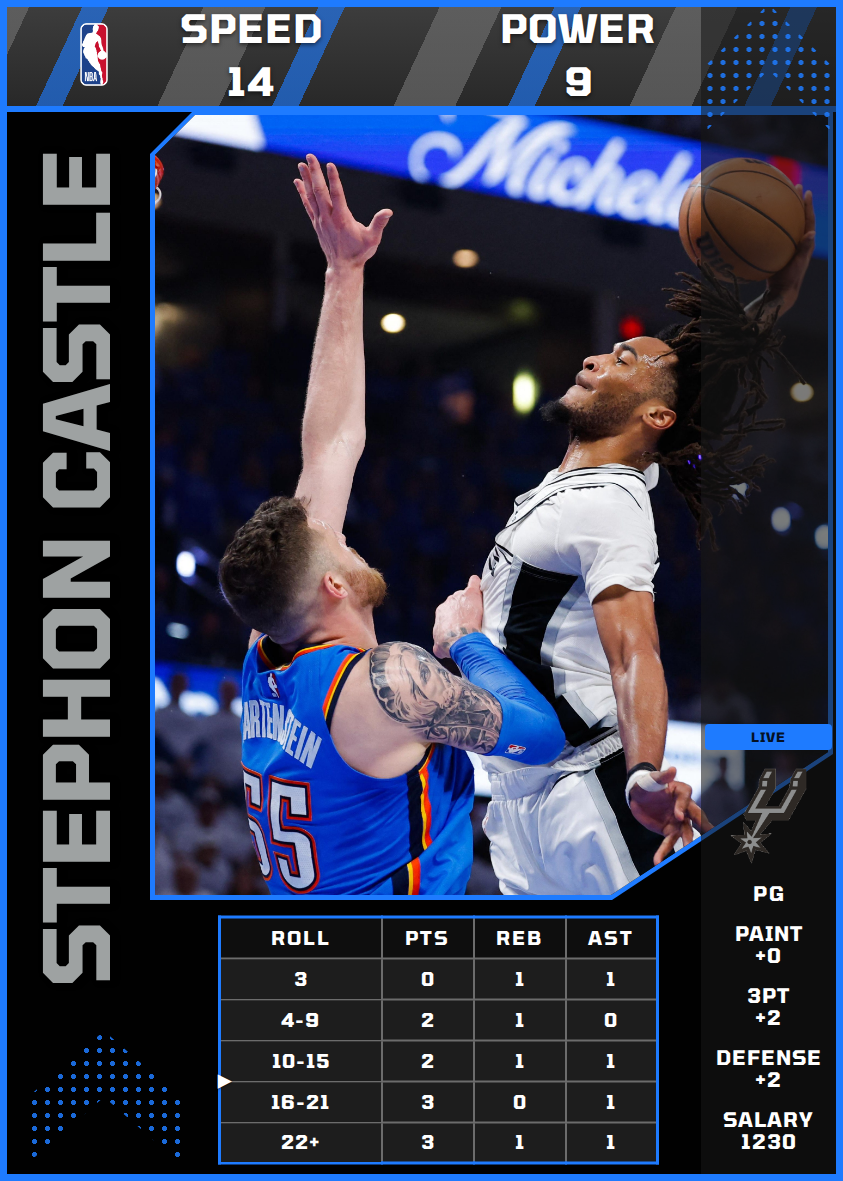 SPEED
14
POWER
9
NBA
STEPHON CASTLE
Michelo
ARTENSTEIN
55
LIVE
PG
PAINT
+0
3PT
+2
DEFENSE
+2
SALARY
1230
ROLL PTS REB AST
3 0 1 1
4-9 2 1 0
10-15 2 1 1
16-21 3 0 1
22+ 3 1 1